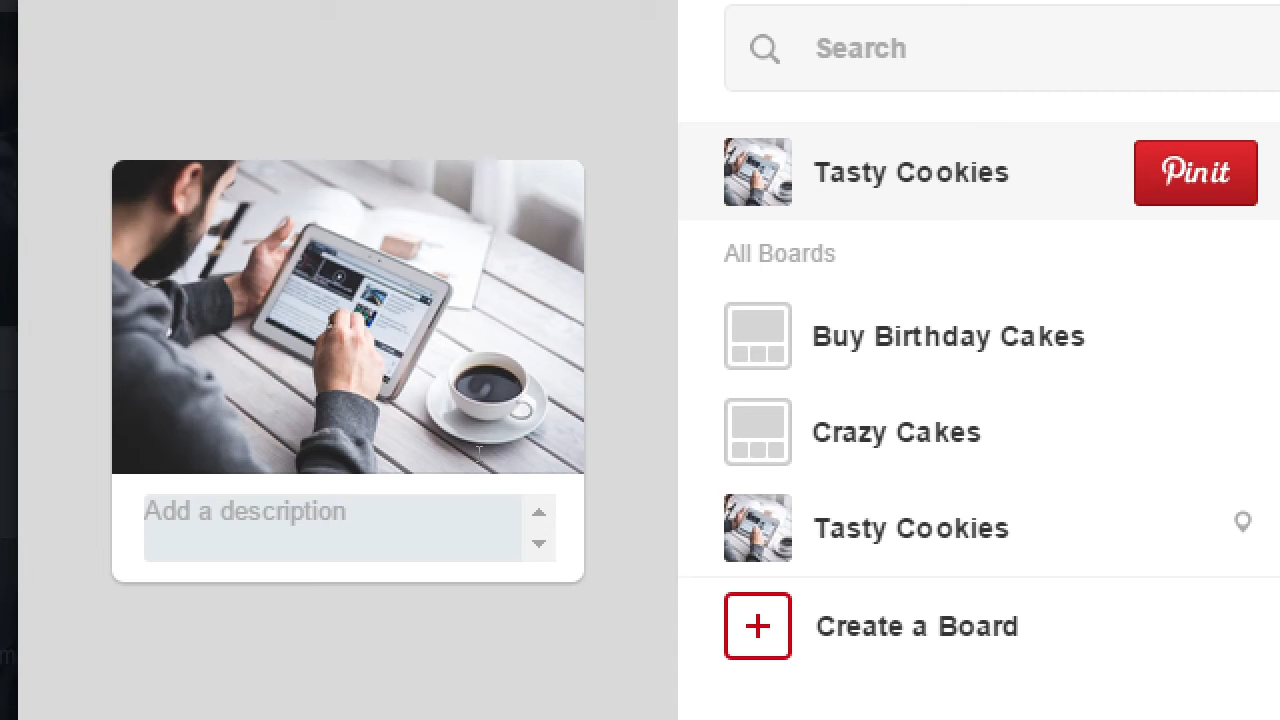 Search
Tasty Cookies
Pin it
All Boards
Buy Birthday Cakes
Crazy Cakes
Tasty Cookies
Create a Board
Add a description